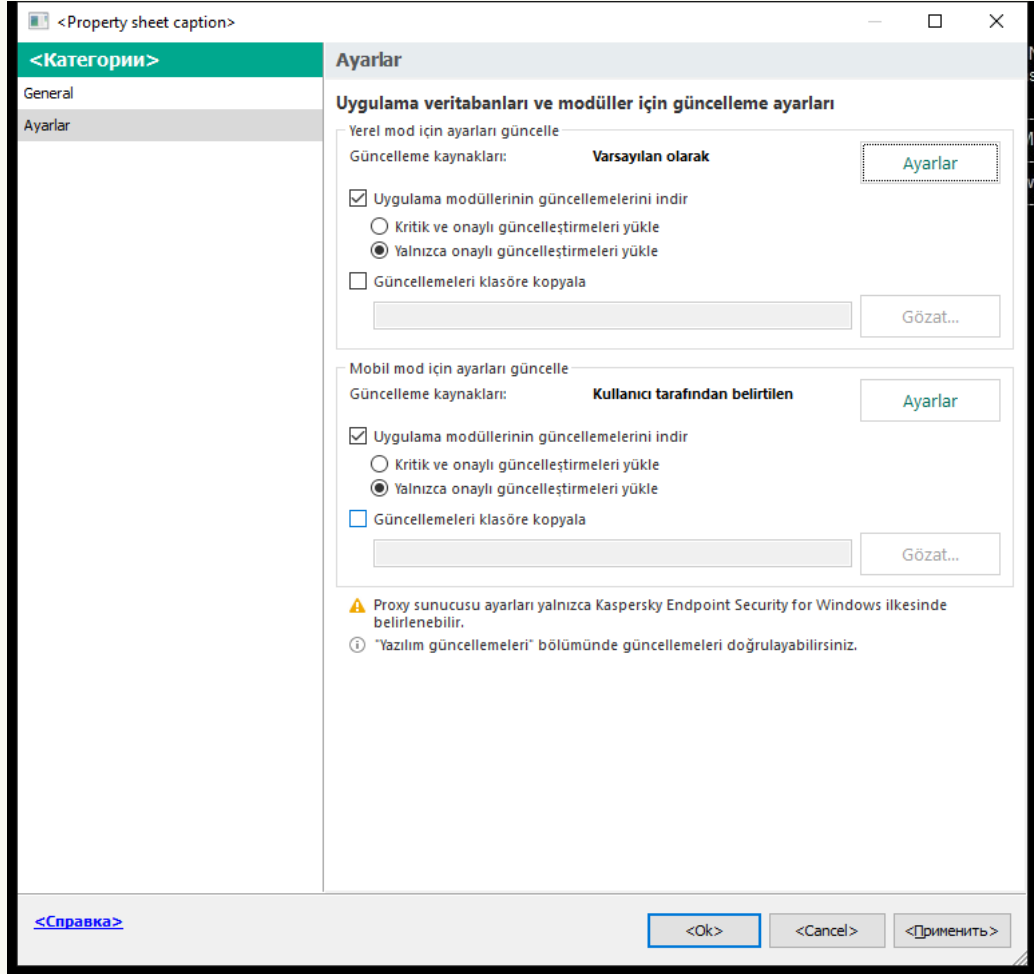 <Property sheet caption>
<Категории>
General
Ayarlar
Ayarlar
Uygulama veritabanları ve modüller için güncelleme ayarları
Yerel mod için ayarları güncelle
Güncelleme kaynakları: Varsayılan olarak Ayarlar
Uygulama modüllerinin güncellemelerini indir
Kritik ve onaylı güncelleştirmeleri yükle
Yalnızca onaylı güncelleştirmeleri yükle
Güncellemeleri klasöre kopyala
Gözat...
Mobil mod için ayarları güncelle
Güncelleme kaynakları: Kullanıcı tarafından belirtilen Ayarlar
Uygulama modüllerinin güncellemelerini indir
Kritik ve onaylı güncelleştirmeleri yükle
Yalnızca onaylı güncelleştirmeleri yükle
Güncellemeleri klasöre kopyala
Gözat...
Proxy sunucusu ayarları yalnızca Kaspersky Endpoint Security for Windows ilkesinde
belirlenebilir.
"Yazılım güncellemeleri" bölümünde güncellemeleri doğrulayabilirsiniz.
<Справка>
<Ok> <Cancel> <Применить>